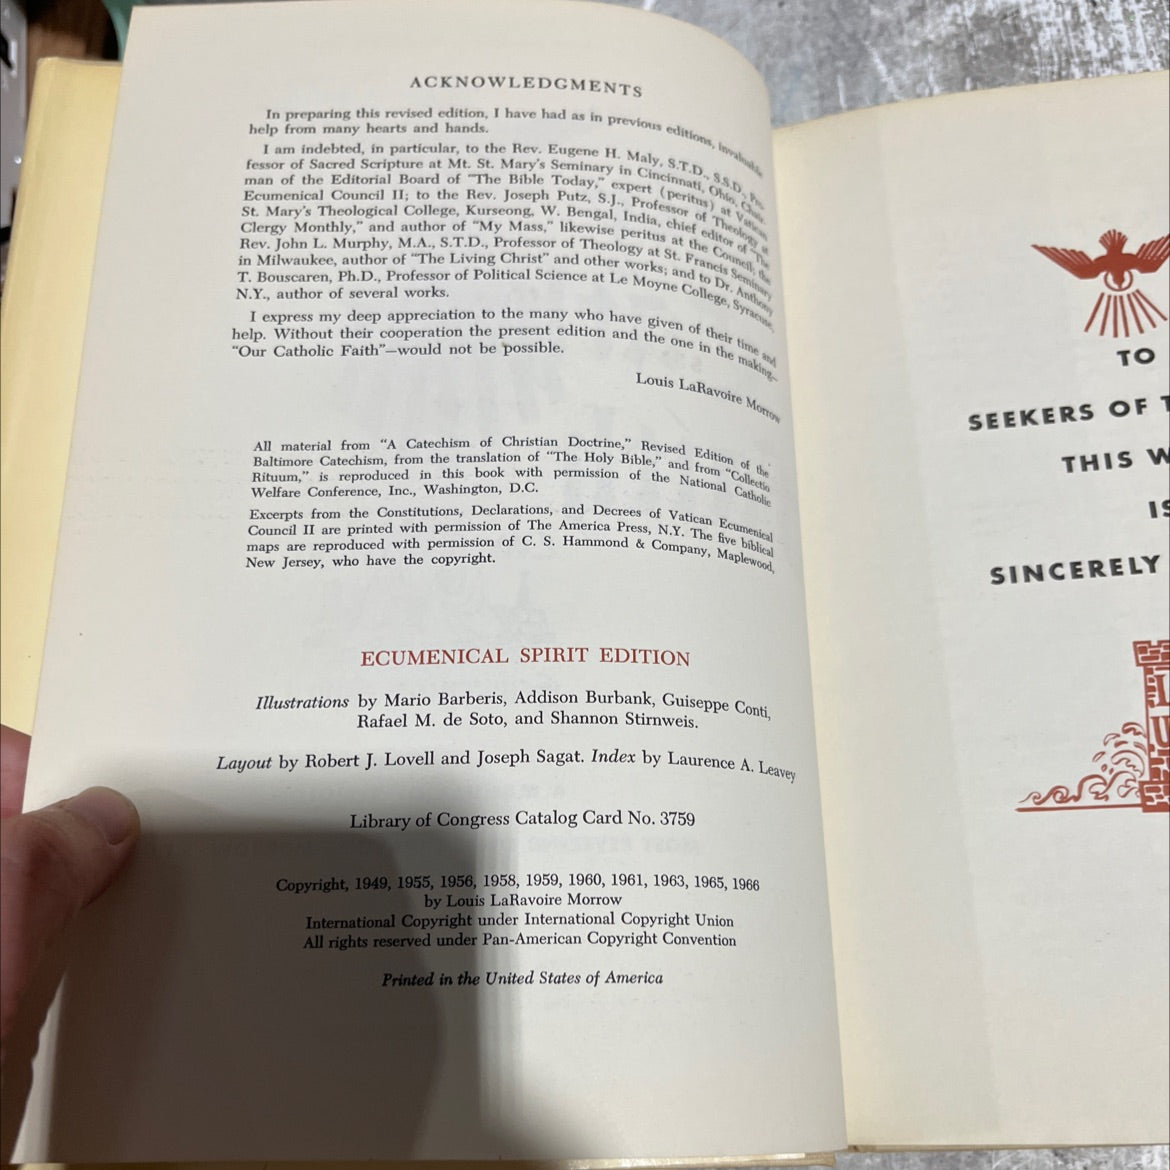 ACKNOWLEDGMENTS
In preparing this revised edition, I have had as in previous editions, invaluable
help from many hearts and hands.
I am indebted, in particular, to the Rev. Eugene H. Maly, S.T.D., S.S.D., Pro-
fessor of Sacred Scripture at Mt. St. Mary's Seminary in Cincinnati, Ohio, Chair-
man of the Editorial Board of "The Bible Today," expert (peritus) at Vatican
Ecumenical Council II; to the Rev. Joseph Putz, S.J., Professor of Theology at
St. Mary's Theological College, Kurseong, W. Bengal, India, chief editor of "The
Clergy Monthly," and author of "My Mass," likewise peritus at the Council; the
Rev. John L. Murphy, M.A., S.T.D., Professor of Theology at St. Francis Seminary
in Milwaukee, author of "The Living Christ" and other works; and to Dr. Anthony
T. Bouscaren, Ph.D., Professor of Political Science at Le Moyne College, Syracuse,
N.Y., author of several works.
I express my deep appreciation to the many who have given of their time and
help. Without their cooperation the present edition and the one in the making—
"Our Catholic Faith"—would not be possible.
Louis LaRavoire Morrow
All material from "A Catechism of Christian Doctrine," Revised Edition of the
Baltimore Catechism, from the translation of "The Holy Bible," and from "Collectio
Rituum," is reproduced in this book with permission of the National Catholic
Welfare Conference, Inc., Washington, D.C.
Excerpts from the Constitutions, Declarations, and Decrees of Vatican Ecumenical
Council II are printed with permission of The America Press, N.Y. The five biblical
maps are reproduced with permission of C. S. Hammond & Company, Maplewood,
New Jersey, who have the copyright.
ECUMENICAL SPIRIT EDITION
Illustrations by Mario Barberis, Addison Burbank, Guiseppe Conti,
Rafael M. de Soto, and Shannon Stirnweis.
Layout by Robert J. Lovell and Joseph Sagat. Index by Laurence A. Leavey
Library of Congress Catalog Card No. 3759
Copyright, 1949, 1955, 1956, 1958, 1959, 1960, 1961, 1963, 1965, 1966
by Louis LaRavoire Morrow
International Copyright under International Copyright Union
All rights reserved under Pan-American Copyright Convention
Printed in the United States of America
TO
SEEKERS OF T
THIS W
IS
SINCERELY
L
U